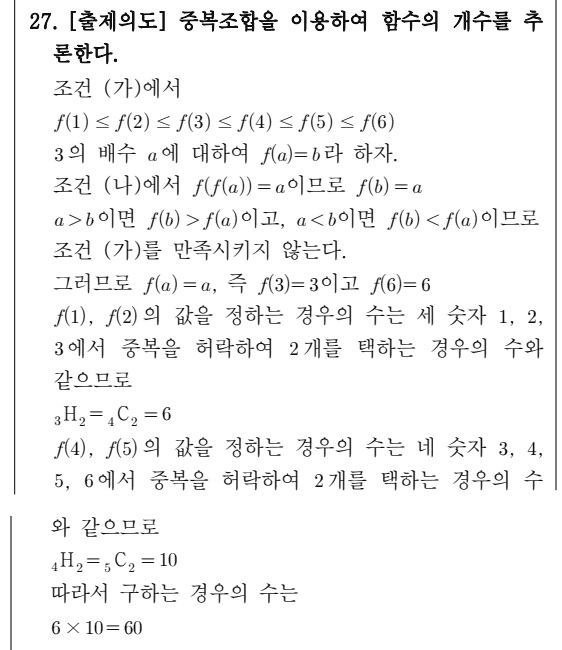 27. [출제의도] 중복조합을 이용하여 함수의 개수를 추
론한다.
조건 (가)에서
f(1) ≤ f(2) ≤ f(3) ≤ f(4) ≤ f(5) ≤ f(6)
3의 배수 a에 대하여 f(a)=b라 하자.
조건 (나)에서 f(f(a))=a이므로 f(b)=a
a>b이면 f(b)>f(a)이고, a<b이면 f(b)<f(a)이므로
조건 (가)를 만족시키지 않는다.
그러므로 f(a)=a, 즉 f(3)=3이고 f(6)=6
f(1), f(2)의 값을 정하는 경우의 수는 세 숫자 1, 2,
3에서 중복을 허락하여 2개를 택하는 경우의 수와
같으므로
₃H₂=₄C₂=6
f(4), f(5)의 값을 정하는 경우의 수는 네 숫자 3, 4,
5, 6에서 중복을 허락하여 2개를 택하는 경우의 수
와 같으므로
₄H₂=₅C₂=10
따라서 구하는 경우의 수는
6×10=60